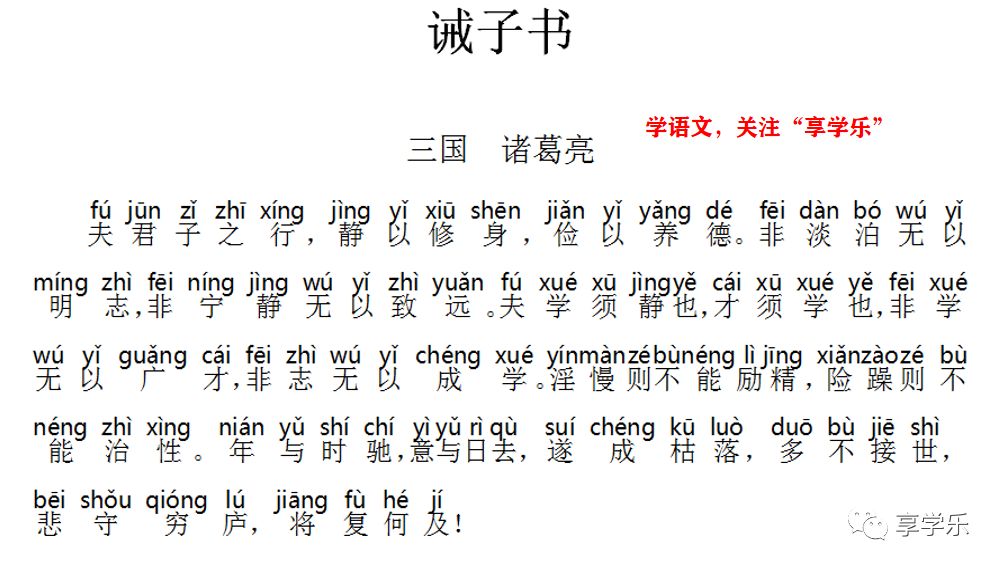 诫子书
学语文，关注“享学乐”
三国 诸葛亮
fú jūn zǐ zhī xíng jìng yǐ xiū shēn jiǎn yǐ yǎng dé fēi dàn bó wú yǐ
夫君子之行，静以修身，俭以养德。非淡泊无以
míng zhì fēi níng jìng wú yǐ zhì yuǎn fú xué xū jìngyě cái xū xué yě fēi xué
明志，非宁静无以致远。夫学须静也，才须学也，非学
wú yǐ guǎng cái fēi zhì wú yǐ chéng xué yínmànzébùnéng lì jīng xiǎnzàozé bù
无以广才，非志无以成学。淫慢则不能励精，险躁则不
néng zhì xìng nián yǔ shí chí yì yǔ rì qù suí chéng kū luò duō bù jiē shì
能治性。年与时驰，意与日去，遂成枯落，多不接世，
bēi shǒu qióng lú jiāng fù hé jí
悲守穷庐，将复何及！
享学乐